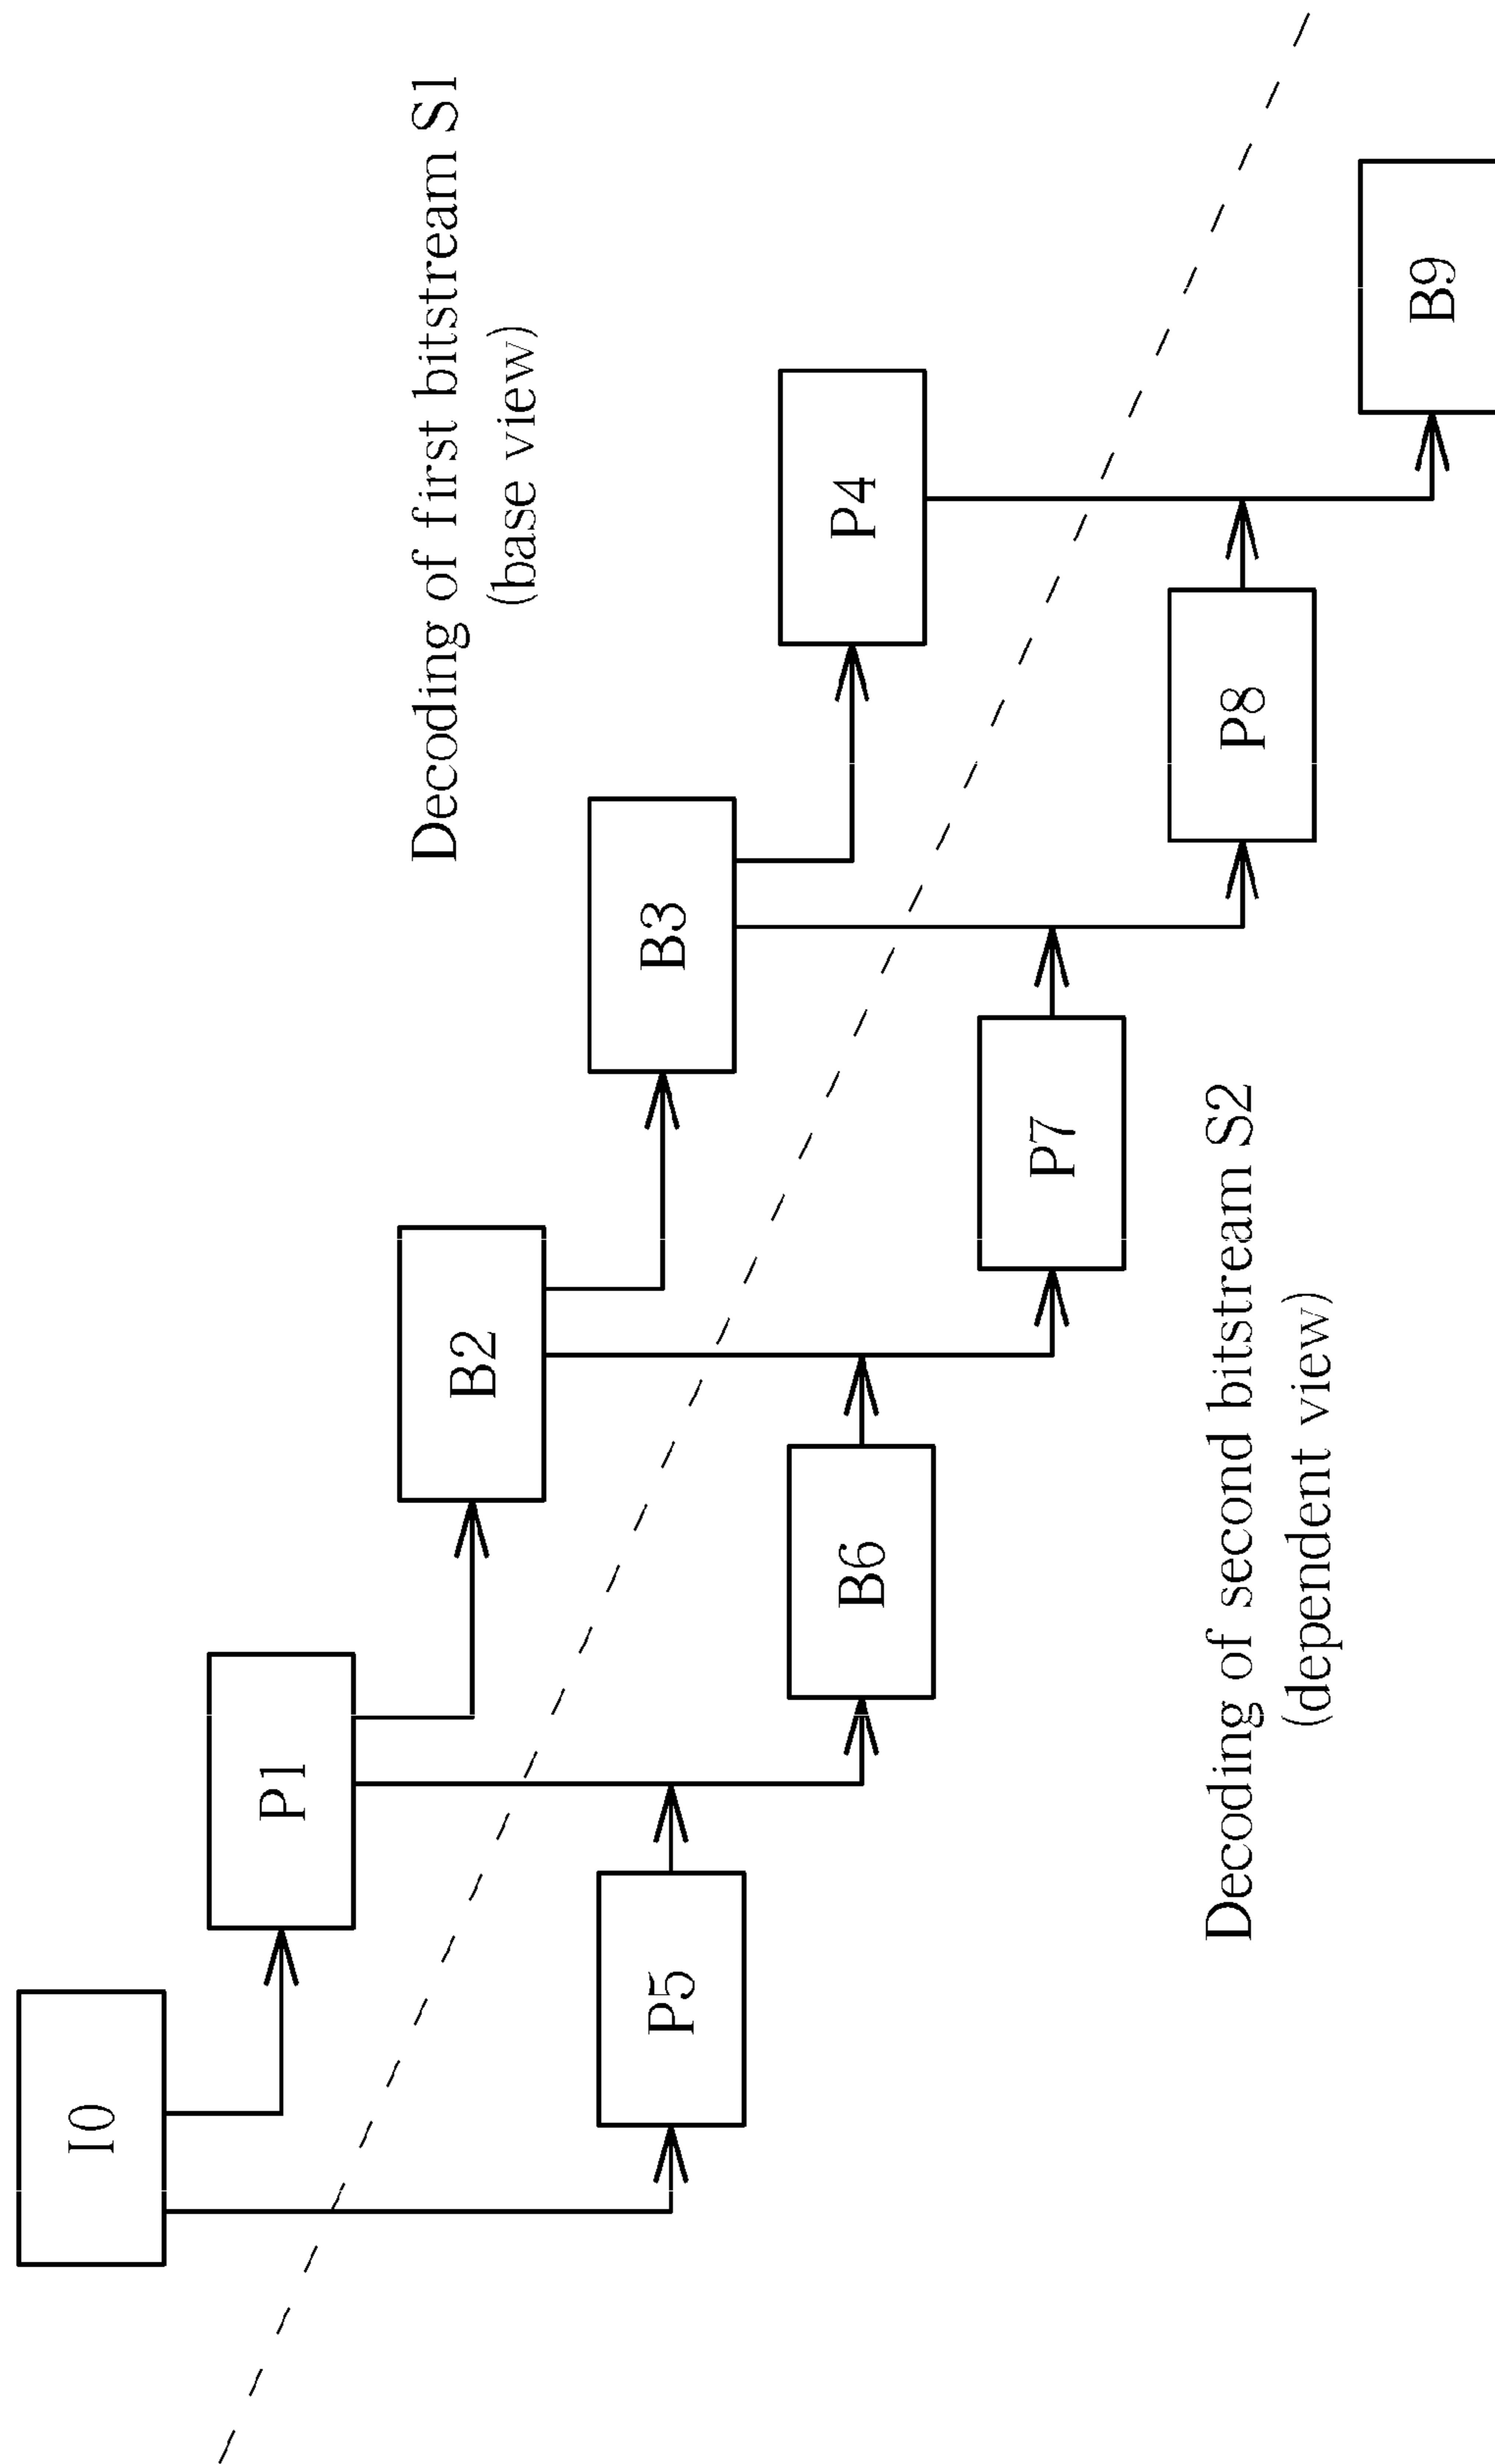 I0
P1
B2
B3
P4
Decoding of first bitstream S1
(base view)
P5
B6
P7
P8
B9
Decoding of second bitstream S2
(dependent view)